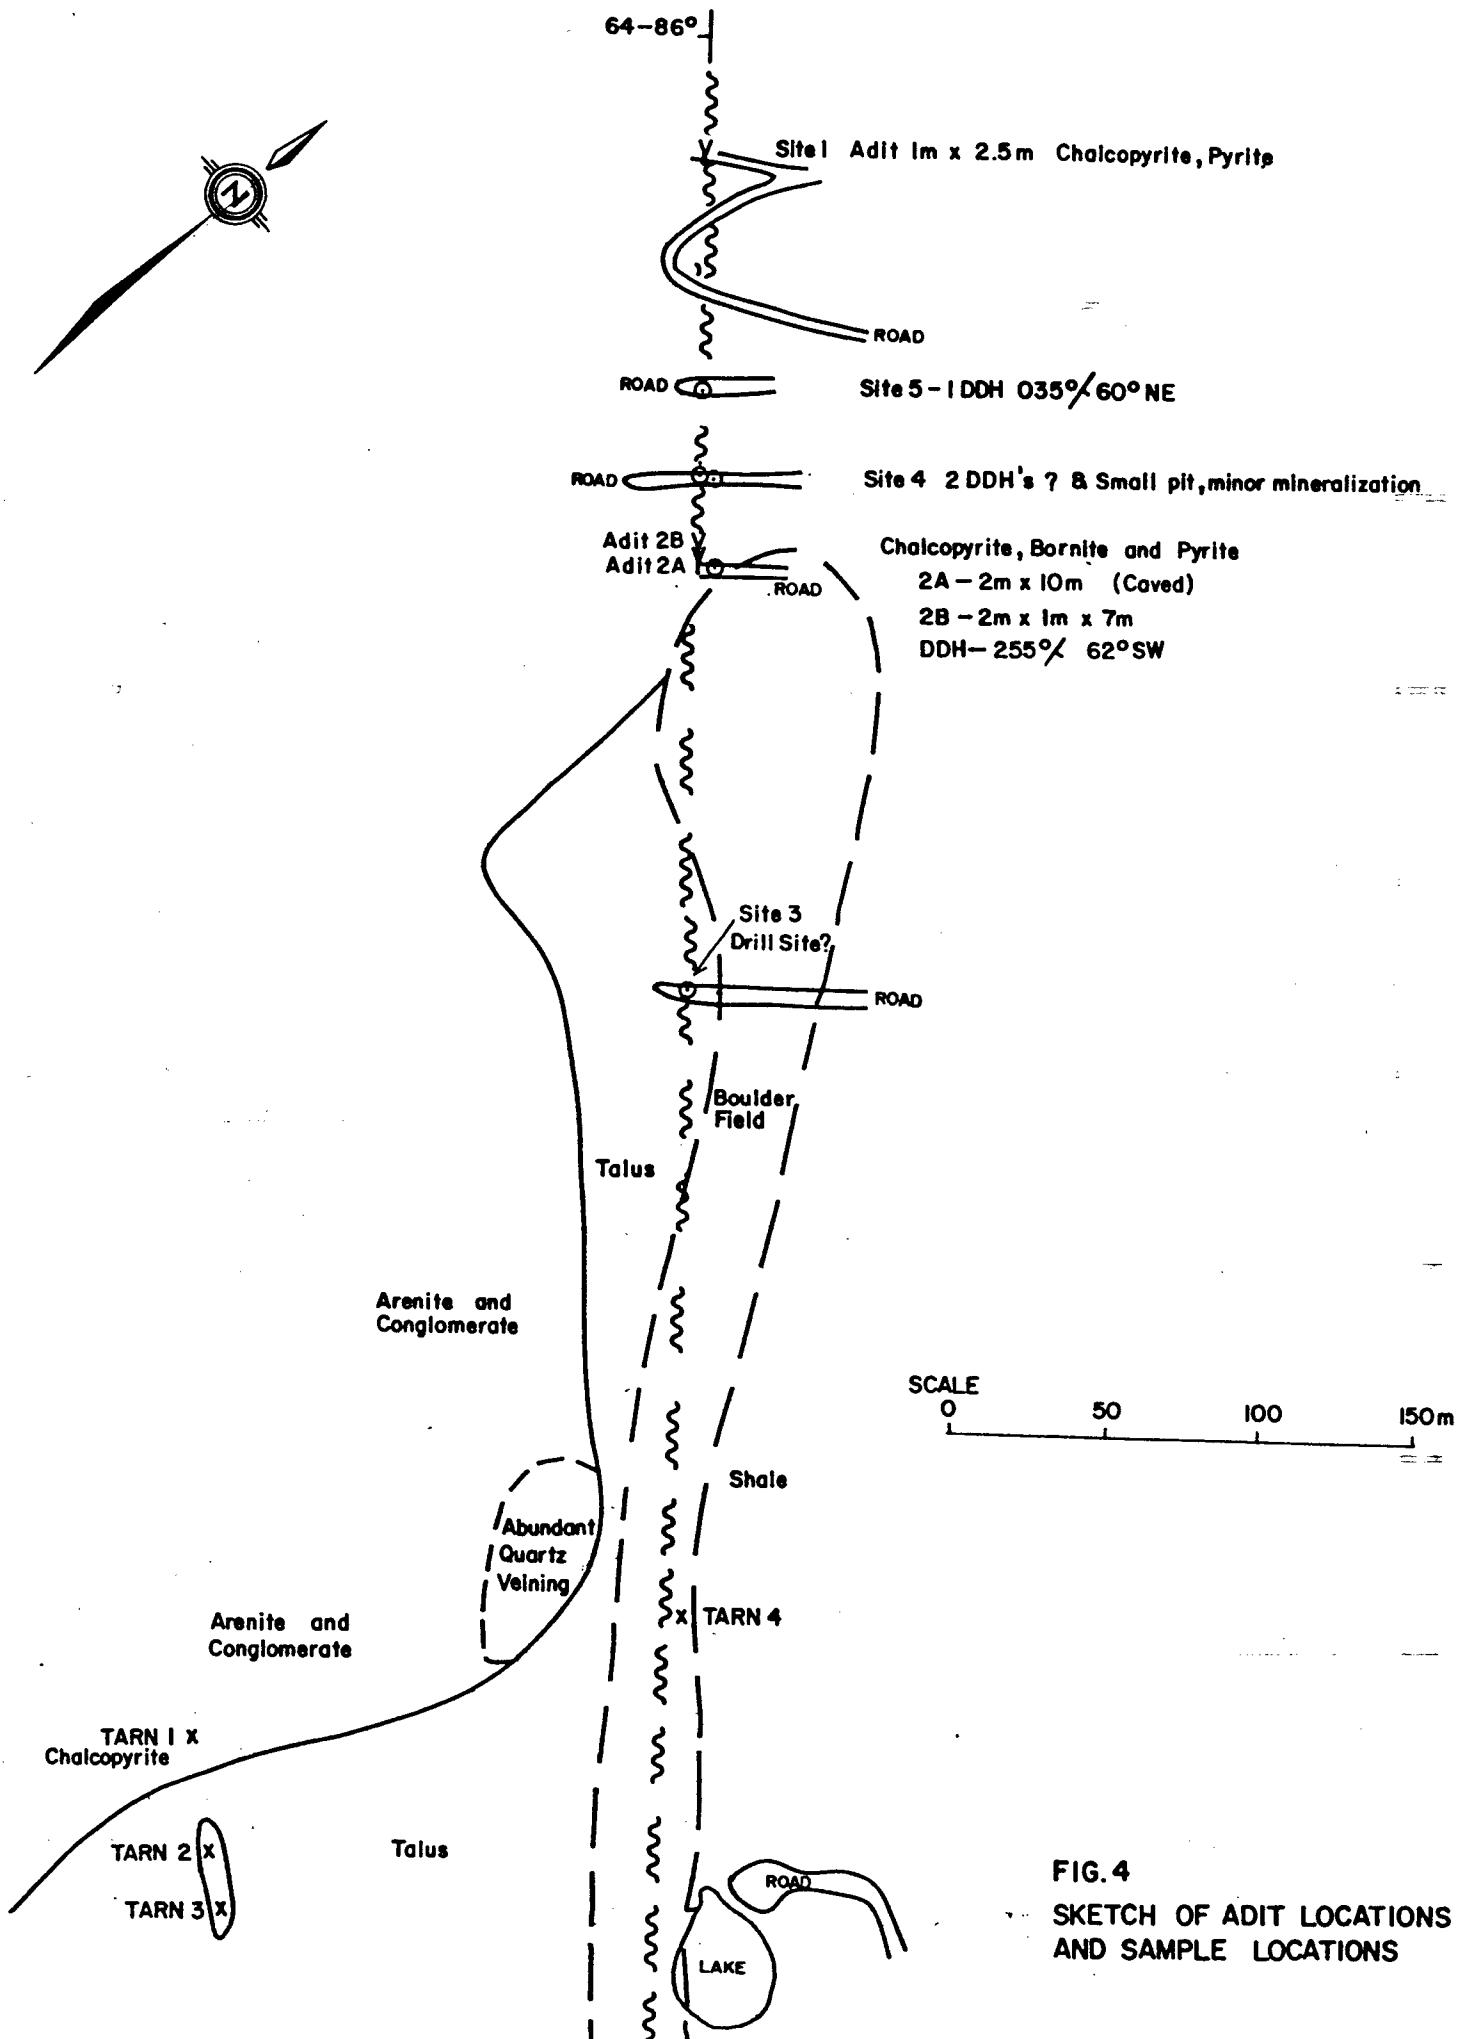 64-86°
N
Site 1 Adit 1m x 2.5m Chalcopyrite, Pyrite
ROAD
ROAD
Site 5 - 1 DDH 035°/60° NE
ROAD
Site 4 2 DDH's ? & Small pit, minor mineralization
Adit 2B
Adit 2A
ROAD
Chalcopyrite, Bornite and Pyrite
2A - 2m x 10m (Caved)
2B - 2m x 1m x 7m
DDH - 255°/ 62° SW
Site 3
Drill Site?
ROAD
Boulder
Field
Talus
Arenite and
Conglomerate
SCALE
0 50 100 150m
Shale
Abundant
Quartz
Veining
Arenite and
Conglomerate
x TARN 4
TARN 1 x
Chalcopyrite
TARN 2 x
TARN 3 x
Talus
ROAD
LAKE
FIG. 4
SKETCH OF ADIT LOCATIONS
AND SAMPLE LOCATIONS